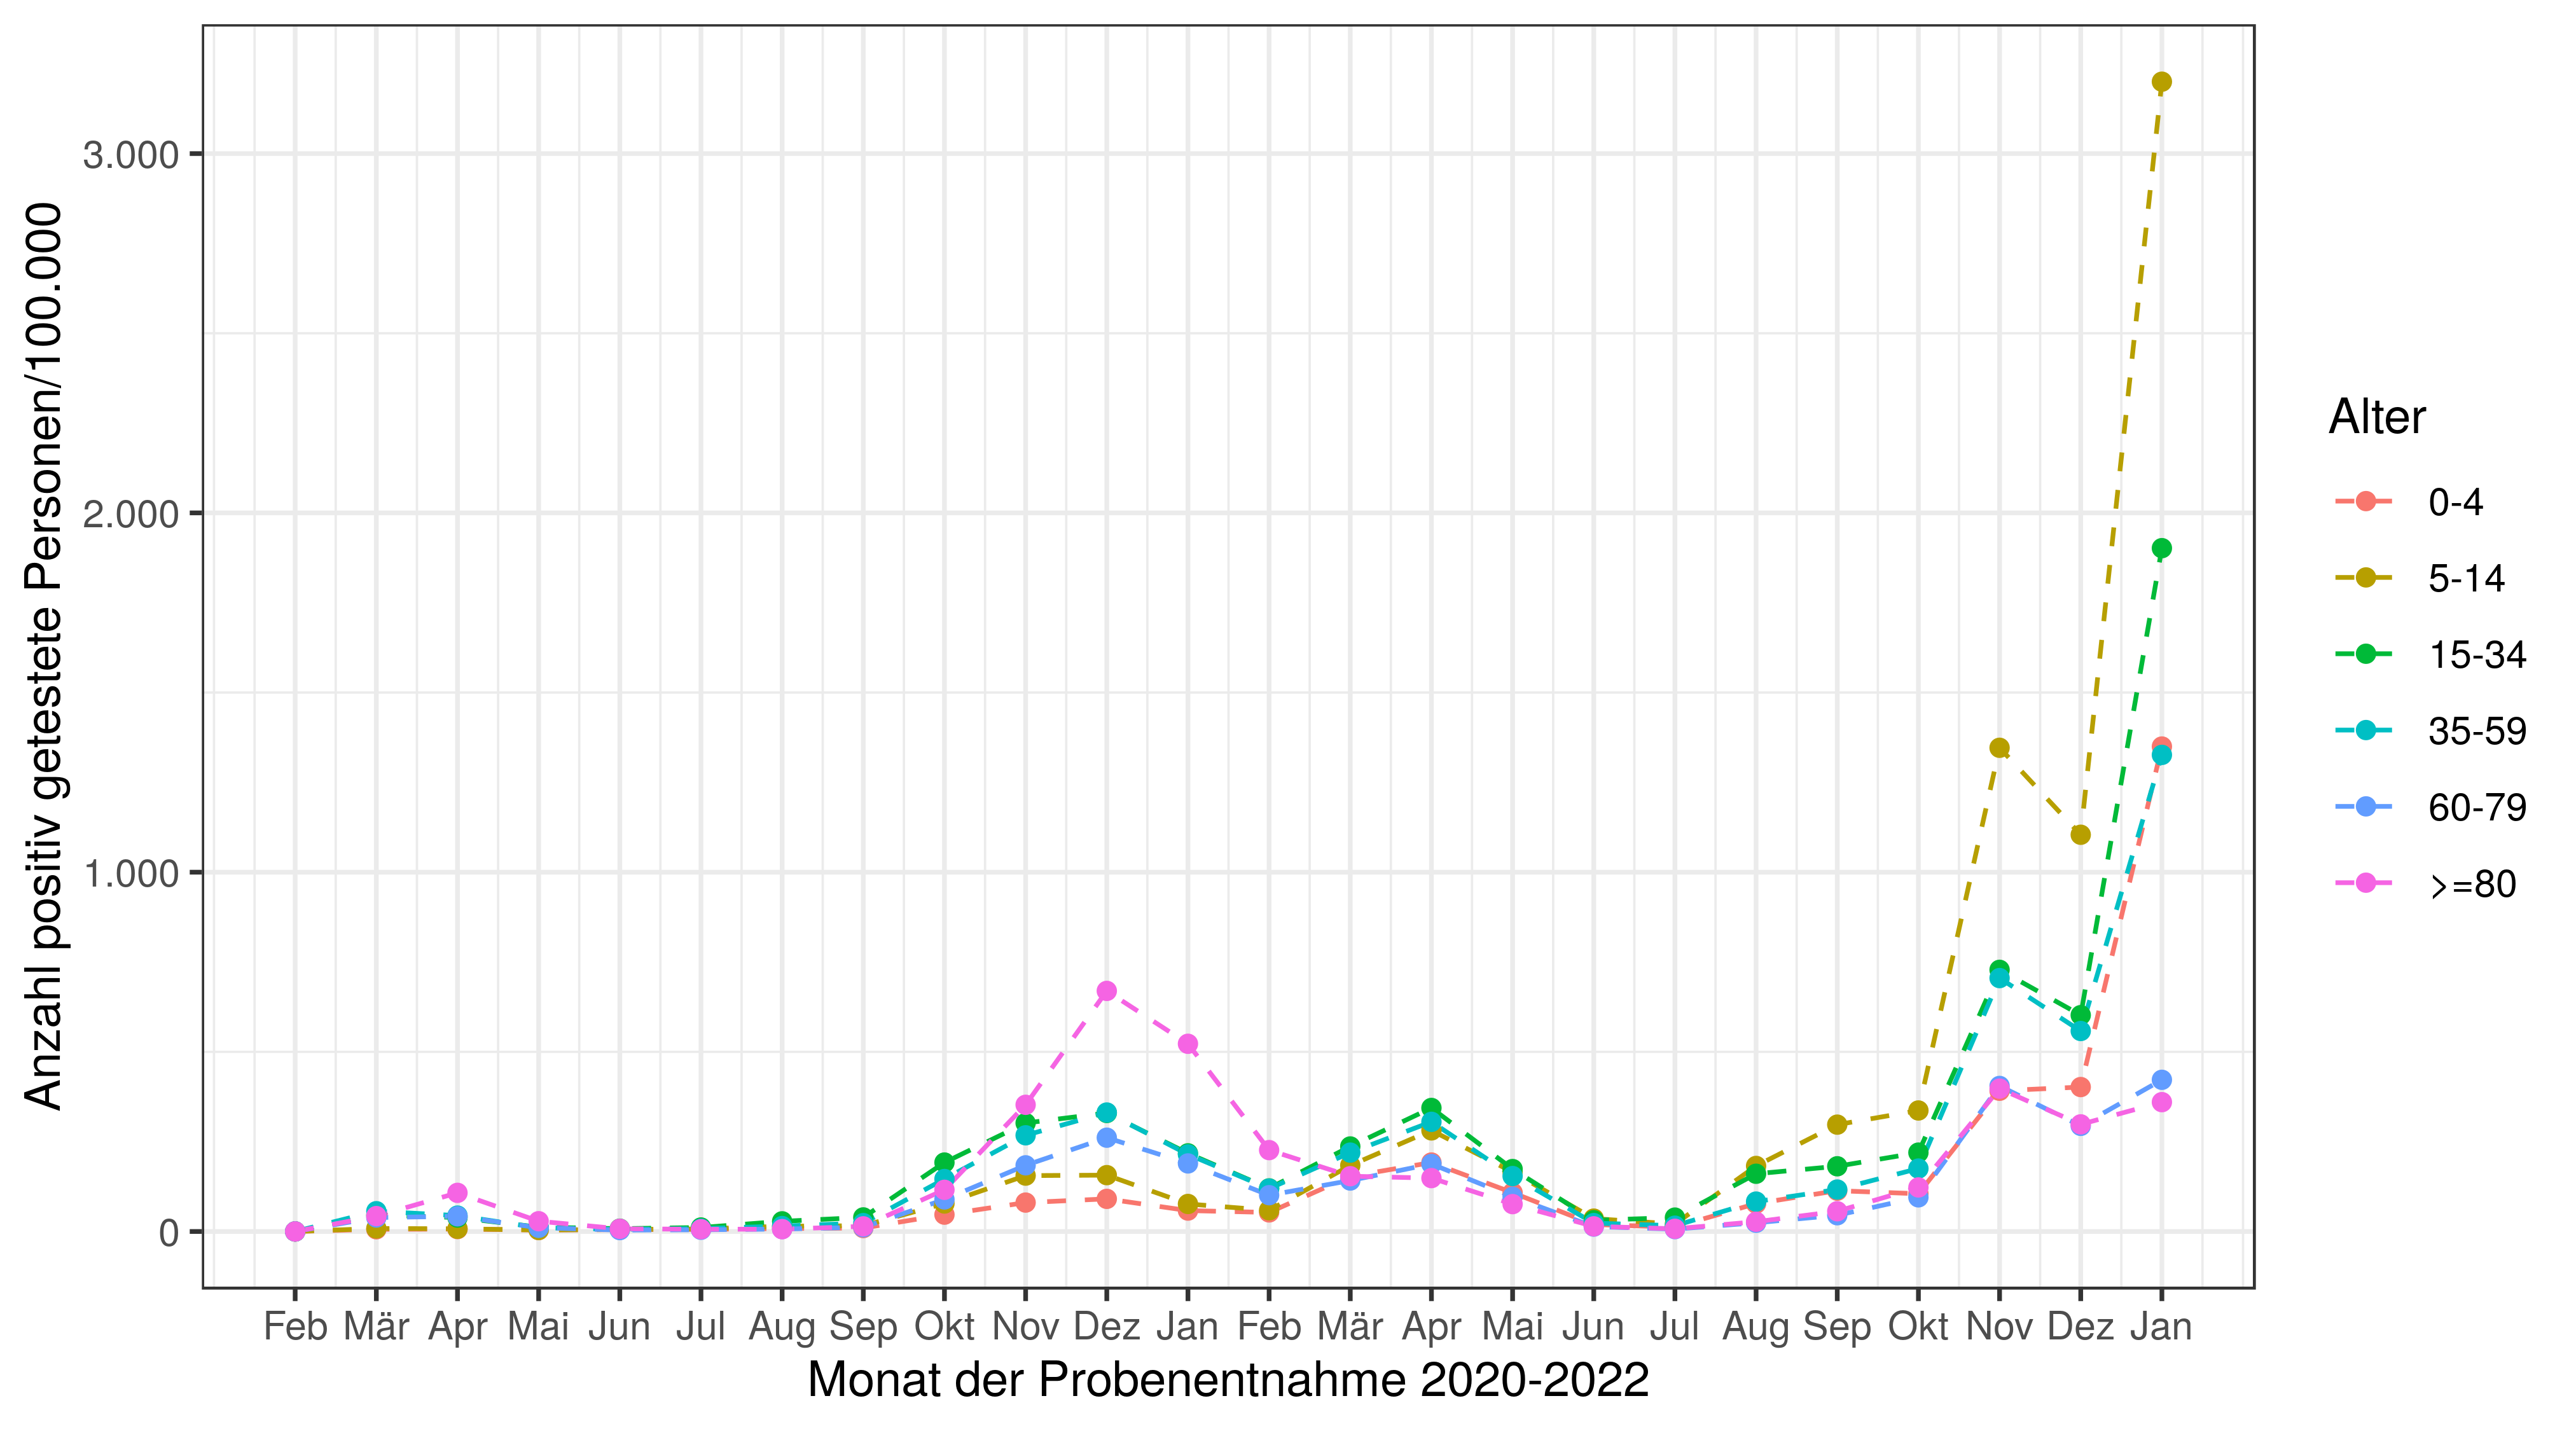 Anzahl positiv getestete Personen/100.000
3.000
2.000
1.000
0
Feb Mär Apr Mai Jun Jul Aug Sep Okt Nov Dez Jan Feb Mär Apr Mai Jun Jul Aug Sep Okt Nov Dez Jan
Monat der Probenentnahme 2020-2022
Alter
0-4
5-14
15-34
35-59
60-79
>=80